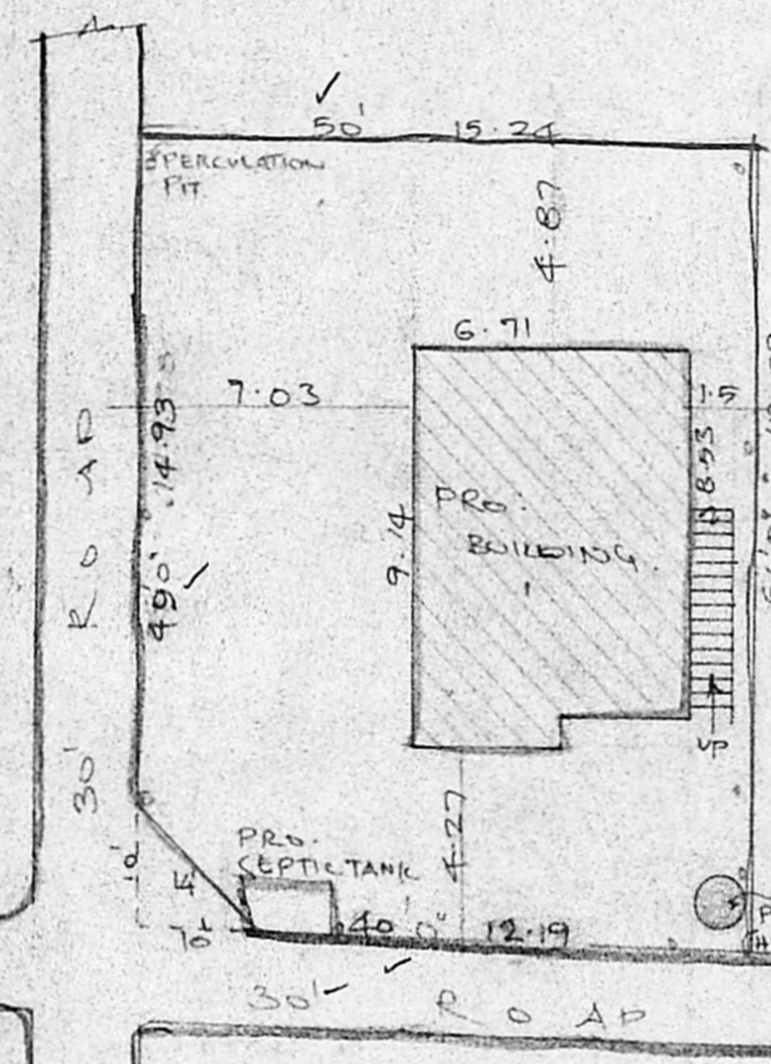 50' 15.24
PERCULATION
PIT
4.87
6.71
7.03
1.5
8.53
49'0" 14.93
ROAD
30'
9.14
PRO.
BUILDING
UP
PRO.
SEPTIC TANK
4.27
10'
10'
40'0" 12.19
30' ROAD